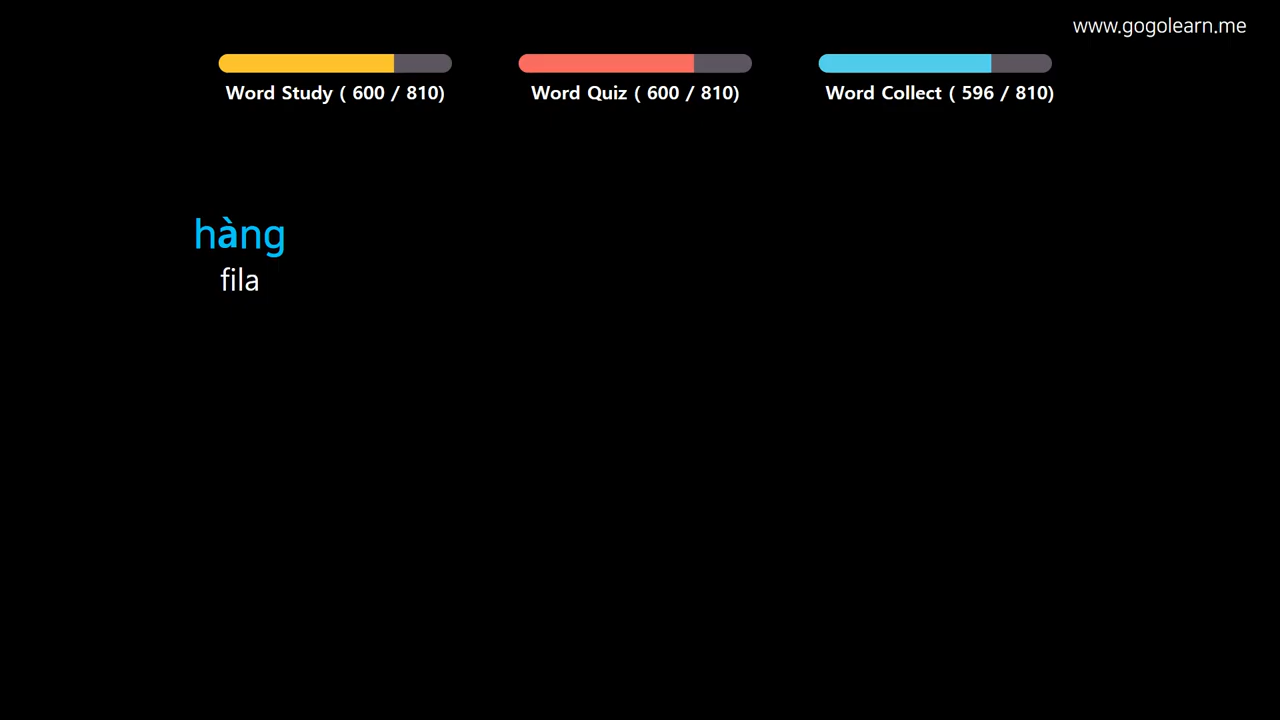 www.gogolearn.me
Word Study ( 600 / 810)
Word Quiz ( 600 / 810)
Word Collect ( 596 / 810)
hàng
fila